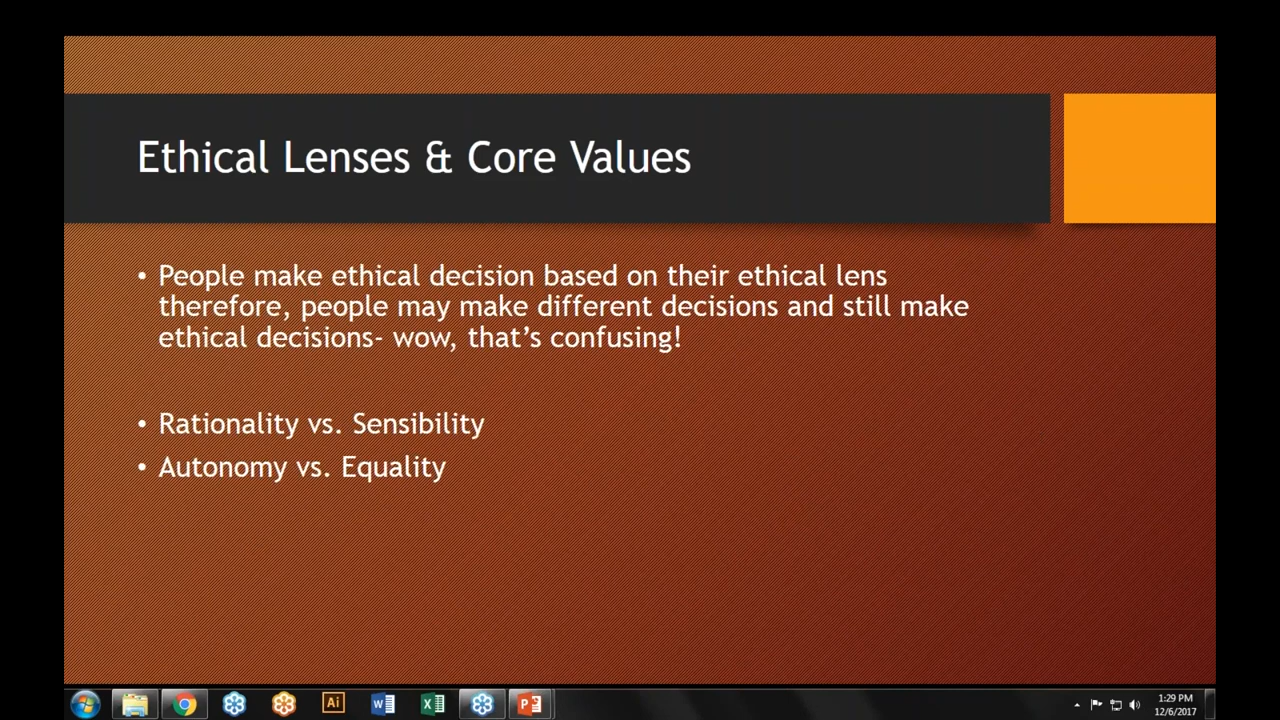 Ethical Lenses & Core Values
• People make ethical decision based on their ethical lens
therefore, people may make different decisions and still make
ethical decisions- wow, that's confusing!
• Rationality vs. Sensibility
• Autonomy vs. Equality
Ai
1:29 PM
12/6/2017